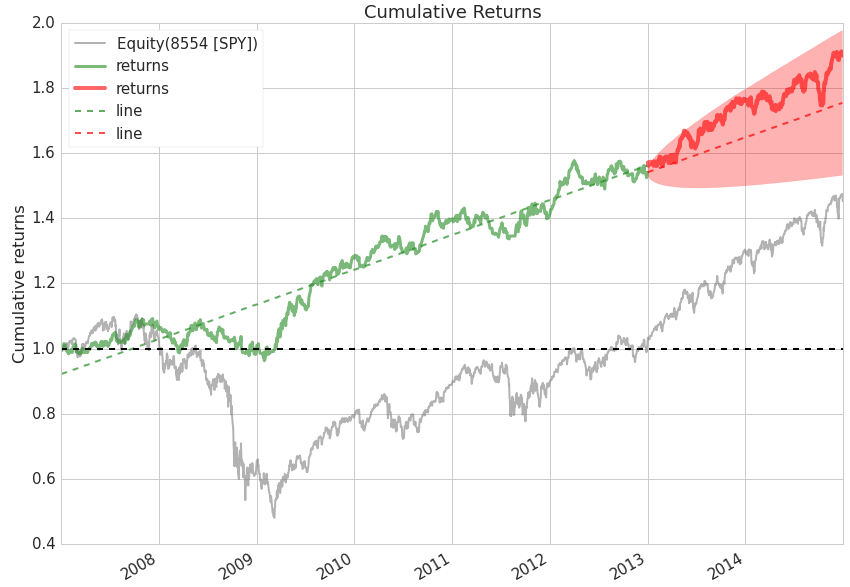 Cumulative Returns
2.0
1.8
1.6
1.4
1.2
1.0
0.8
0.6
0.4
Cumulative returns
Equity(8554 [SPY])
returns
returns
line
line
2008
2009
2010
2011
2012
2013
2014